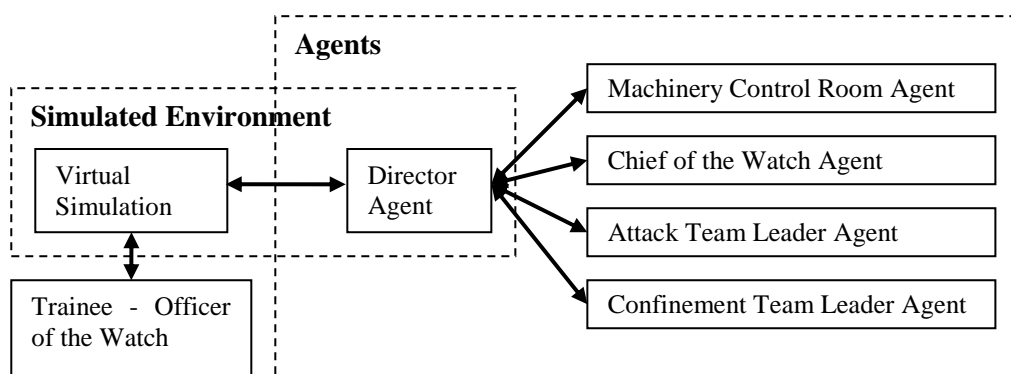 Agents
Machinery Control Room Agent
Simulated Environment
Chief of the Watch Agent
Virtual
Simulation
Director
Agent
Attack Team Leader Agent
Confinement Team Leader Agent
Trainee - Officer
of the Watch